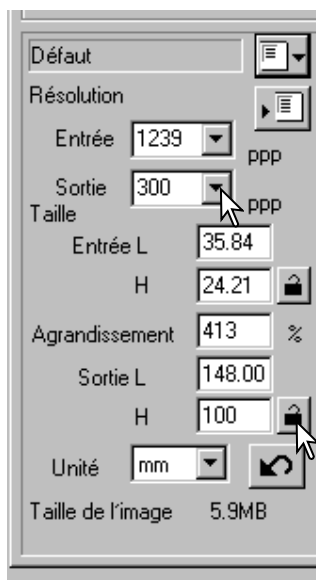 Défaut
Résolution
Entrée 1239 ppp
Sortie 300 ppp
Taille
Entrée L 35.84
H 24.21
Agrandissement 413 %
Sortie L 148.00
H 100
Unité mm
Taille de l'image 5.9MB